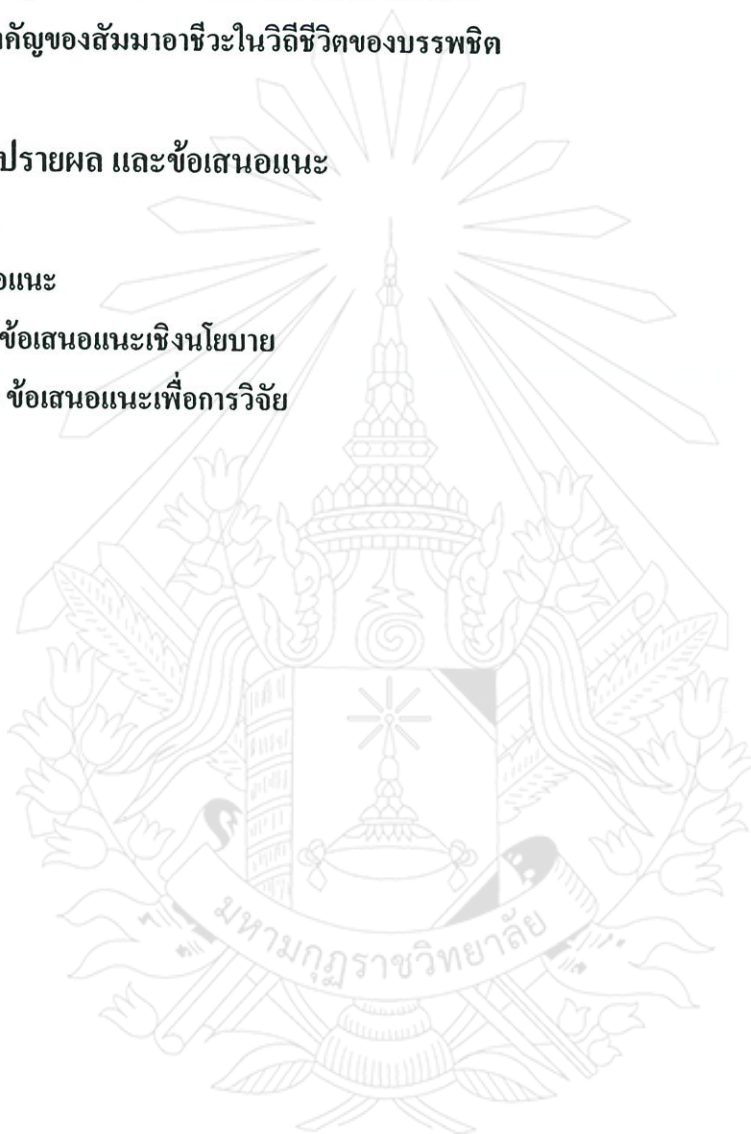 คัญของสัมมาอาชีวะในวิถีชีวิตของบรรพชิต
ปรายผล และข้อเสนอแนะ
อแนะ
ข้อเสนอแนะเชิงนโยบาย
ข้อเสนอแนะเพื่อการวิจัย
มหามกุฏราชวิทยาลัย